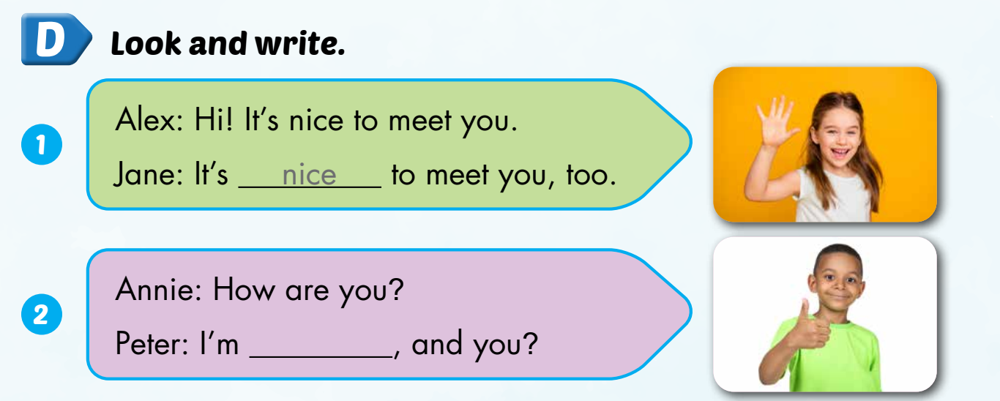 D Look and write.
1
Alex: Hi! It’s nice to meet you.
Jane: It’s nice to meet you, too.
2
Annie: How are you?
Peter: I’m _________, and you?